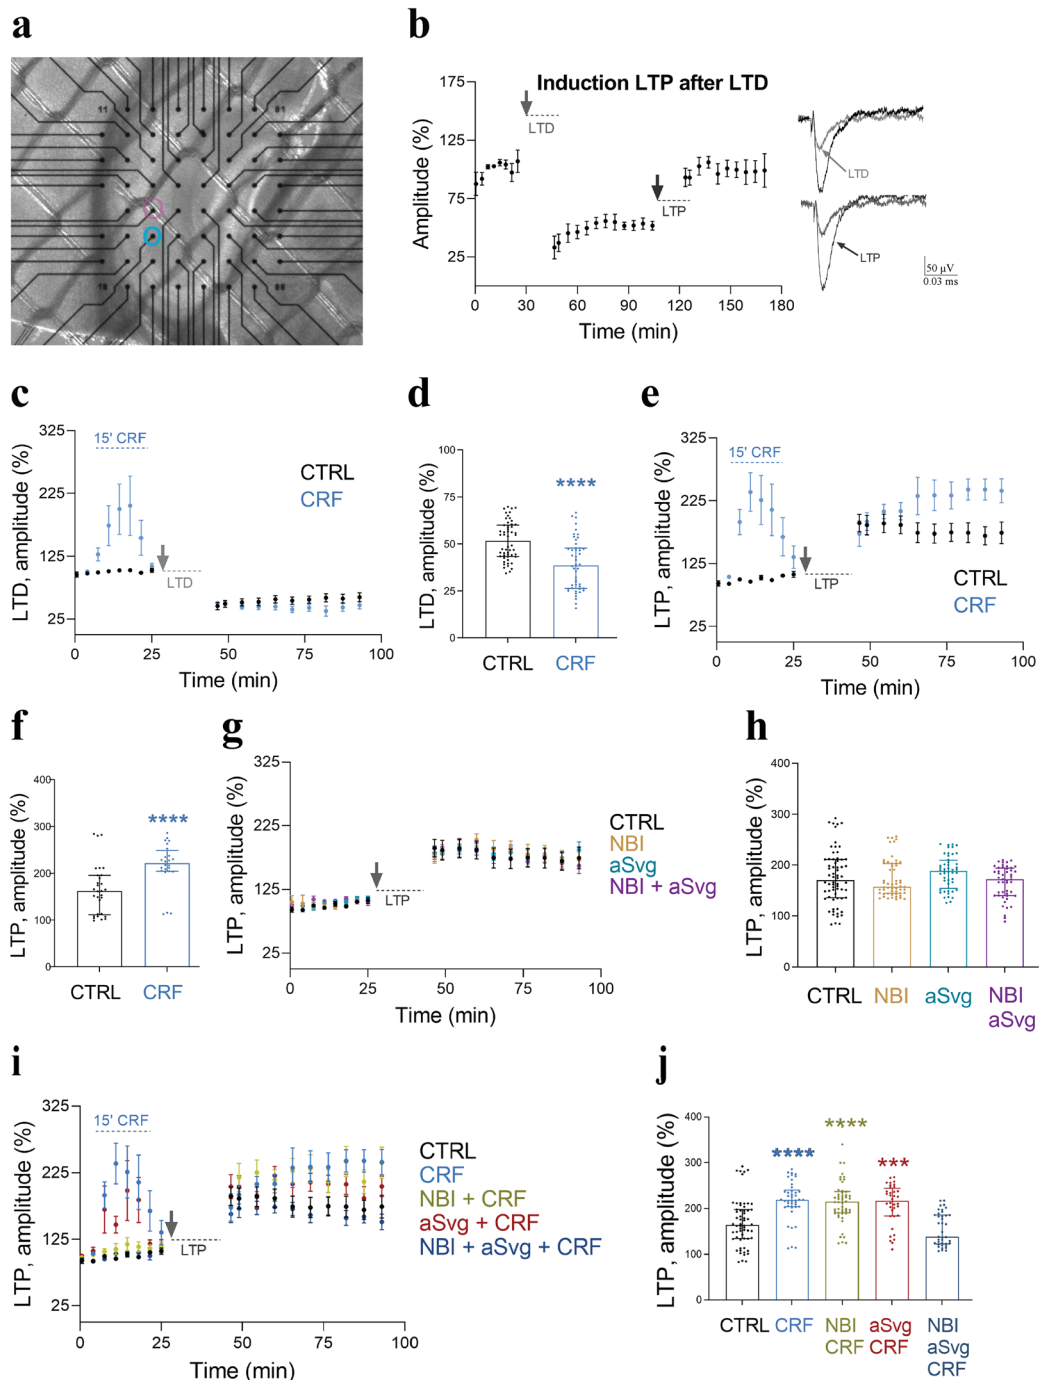 a
11
81
18
88
b
Induction LTP after LTD
175
125
75
25
Amplitude (%)
LTD
LTP
0 30 60 90 120 150 180
Time (min)
LTD
LTP
50 µV
0.03 ms
c
325
225
125
25
LTD, amplitude (%)
15' CRF
CTRL
CRF
LTD
0 25 50 75 100
Time (min)
d
100
75
50
25
0
LTD, amplitude (%)
****
CTRL CRF
e
325
225
125
25
LTP, amplitude (%)
15' CRF
LTP
CTRL
CRF
0 25 50 75 100
Time (min)
f
400
300
200
100
0
LTP, amplitude (%)
****
CTRL CRF
g
325
225
125
25
LTP, amplitude (%)
LTP
CTRL
NBI
aSvg
NBI + aSvg
0 25 50 75 100
Time (min)
h
400
300
200
100
0
LTP, amplitude (%)
CTRL NBI aSvg NBI
aSvg
i
325
225
125
25
LTP, amplitude (%)
15' CRF
LTP
CTRL
CRF
NBI + CRF
aSvg + CRF
NBI + aSvg + CRF
0 25 50 75 100
Time (min)
j
400
300
200
100
0
LTP, amplitude (%)
****
****
***
CTRL CRF NBI aSvg NBI
CRF CRF aSvg
CRF